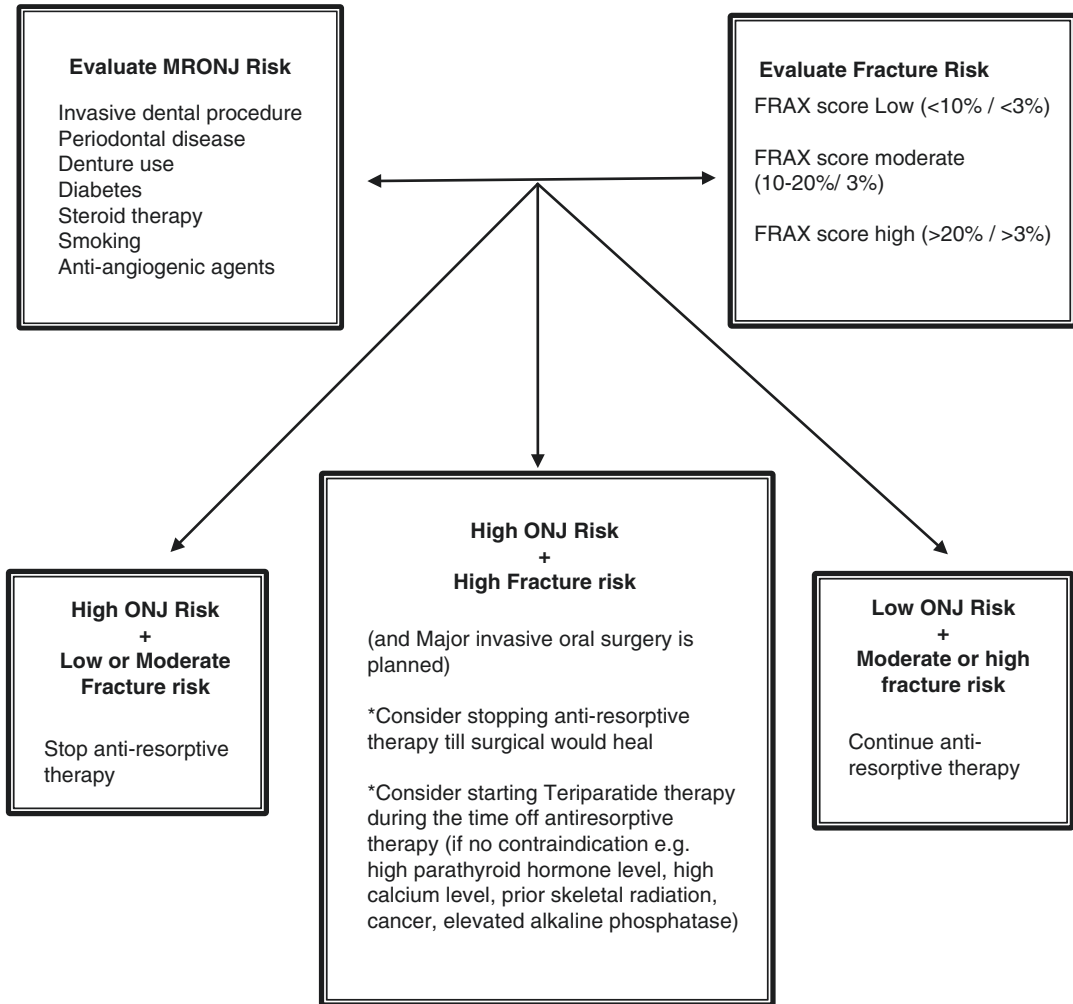 Evaluate MRONJ Risk
Invasive dental procedure
Periodontal disease
Denture use
Diabetes
Steroid therapy
Smoking
Anti-angiogenic agents
Evaluate Fracture Risk
FRAX score Low (<10% / <3%)
FRAX score moderate
(10-20%/ 3%)
FRAX score high (>20% / >3%)
High ONJ Risk
+
Low or Moderate
Fracture risk
Stop anti-resorptive
therapy
High ONJ Risk
+
High Fracture risk
(and Major invasive oral surgery is
planned)
*Consider stopping anti-resorptive
therapy till surgical would heal
*Consider starting Teriparatide therapy
during the time off antiresorptive
therapy (if no contraindication e.g.
high parathyroid hormone level, high
calcium level, prior skeletal radiation,
cancer, elevated alkaline phosphatase)
Low ONJ Risk
+
Moderate or high
fracture risk
Continue anti-
resorptive therapy